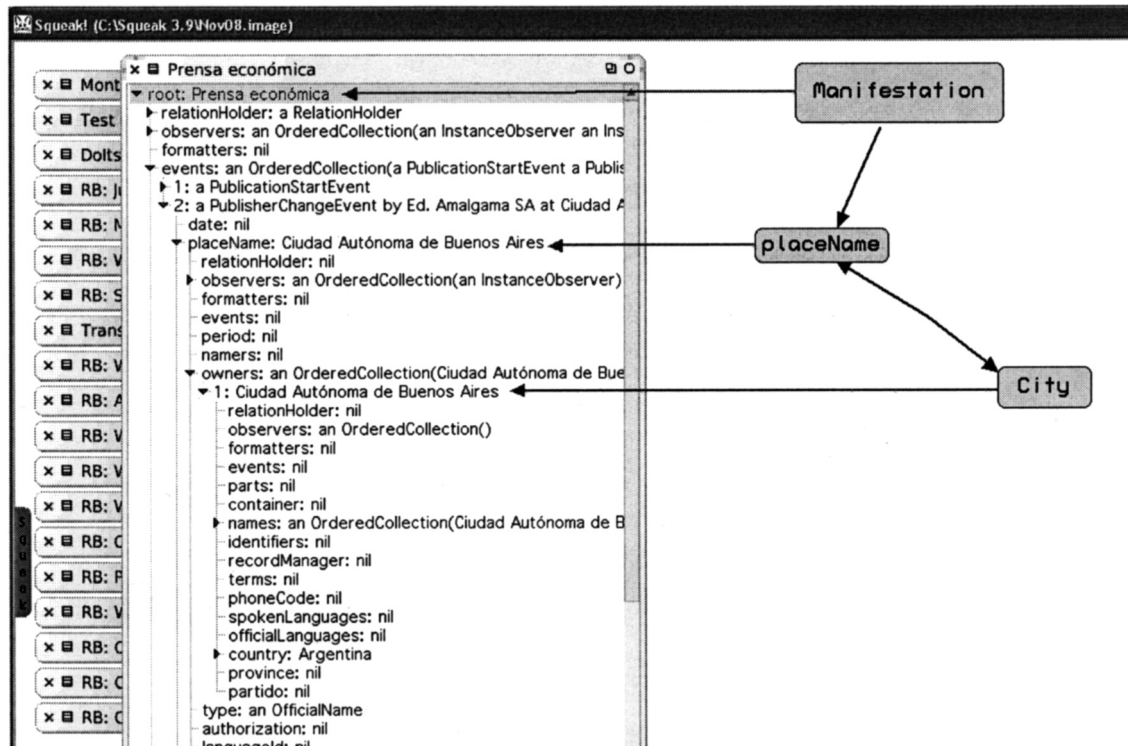 Squeak! (C:\Squeak 3.9\Nov08.image)
Prensa económica
Mont
Test
Dolts
RB: Ju
RB: M
RB: V
RB: S
Trans
RB: V
RB: A
RB: V
RB: V
RB: V
RB: C
RB: P
RB: V
RB: C
RB: C
RB: C
Squeak
root: Prensa económica
relationHolder: a RelationHolder
observers: an OrderedCollection(an InstanceObserver an Ins
formatters: nil
events: an OrderedCollection(a PublicationStartEvent a Publis
1: a PublicationStartEvent
2: a PublisherChangeEvent by Ed. Amalgama SA at Ciudad A
date: nil
placeName: Ciudad Autónoma de Buenos Aires
relationHolder: nil
observers: an OrderedCollection(an InstanceObserver)
formatters: nil
events: nil
period: nil
namers: nil
owners: an OrderedCollection(Ciudad Autónoma de Bue
1: Ciudad Autónoma de Buenos Aires
relationHolder: nil
observers: an OrderedCollection()
formatters: nil
events: nil
parts: nil
container: nil
names: an OrderedCollection(Ciudad Autónoma de B
identifiers: nil
recordManager: nil
terms: nil
phoneCode: nil
spokenLanguages: nil
officialLanguages: nil
country: Argentina
province: nil
partido: nil
type: an OfficialName
authorization: nil
languageId: nil
Manifestation
placeName
City